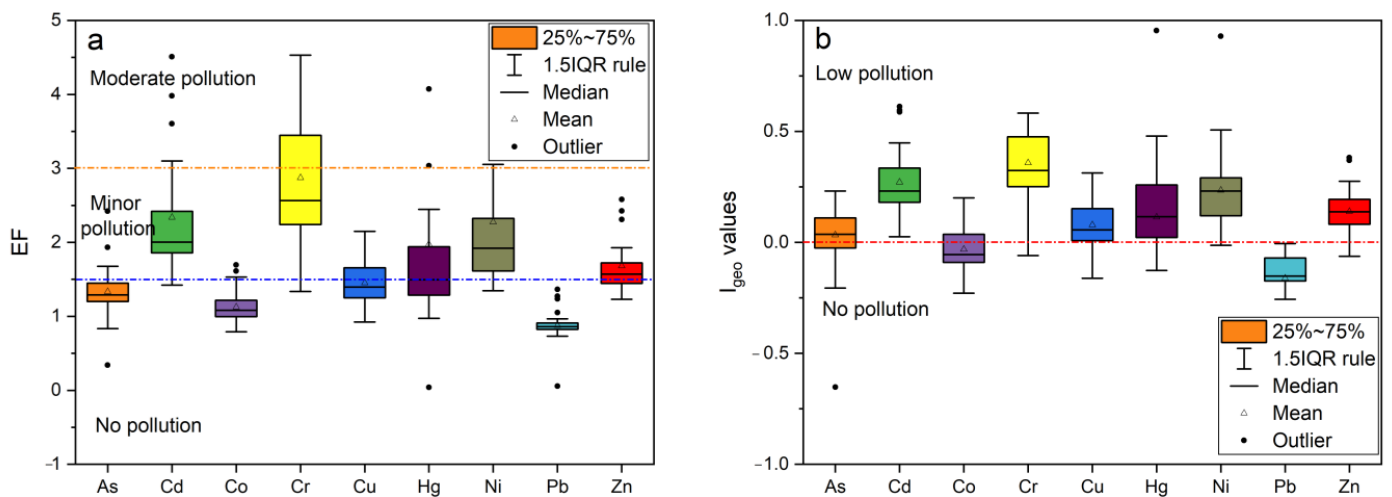 a
EF
5
4
3
2
1
0
−1
Moderate pollution
Minor
pollution
No pollution
25%~75%
1.5IQR rule
Median
Mean
Outlier
As Cd Co Cr Cu Hg Ni Pb Zn
b
Igeo values
1.0
0.5
0.0
−0.5
−1.0
Low pollution
No pollution
25%~75%
1.5IQR rule
Median
Mean
Outlier
As Cd Co Cr Cu Hg Ni Pb Zn